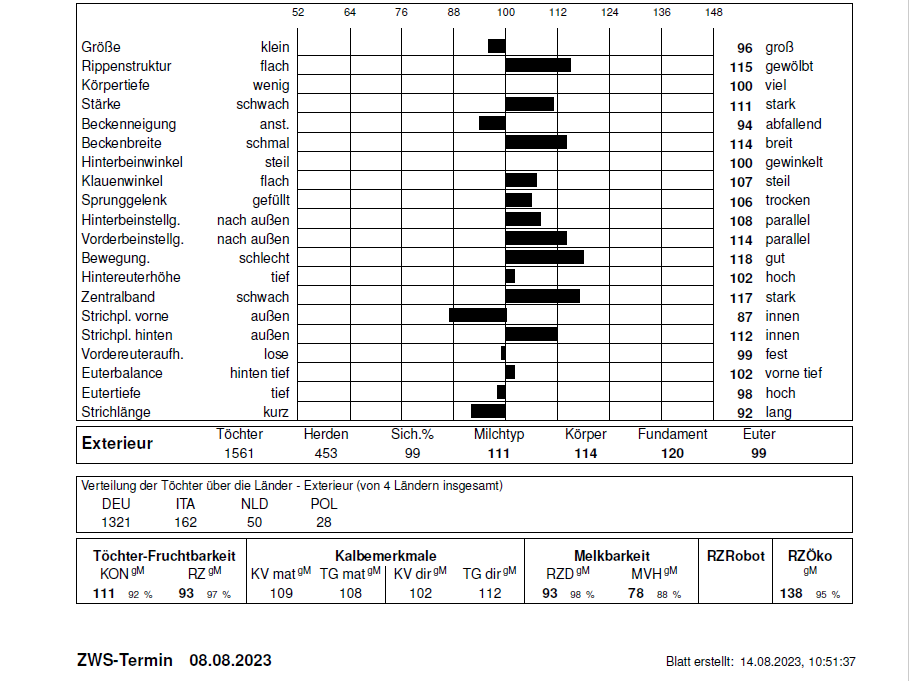 52 64 76 88 100 112 124 136 148
Größe klein 96 groß
Rippenstruktur flach 115 gewölbt
Körpertiefe wenig 100 viel
Stärke schwach 111 stark
Beckenneigung anst. 94 abfallend
Beckenbreite schmal 114 breit
Hinterbeinwinkel steil 100 gewinkelt
Klauenwinkel flach 107 steil
Sprunggelenk gefüllt 106 trocken
Hinterbeinstellg. nach außen 108 parallel
Vorderbeinstellg. nach außen 114 parallel
Bewegung. schlecht 118 gut
Hintereuterhöhe tief 102 hoch
Zentralband schwach 117 stark
Strichpl. vorne außen 87 innen
Strichpl. hinten außen 112 innen
Vordereuteraufh. lose 99 fest
Euterbalance hinten tief 102 vorne tief
Eutertiefe tief 98 hoch
Strichlänge kurz 92 lang
Exterieur Töchter Herden Sich.% Milchtyp Körper Fundament Euter
1561 453 99 111 114 120 99
Verteilung der Töchter über die Länder - Exterieur (von 4 Ländern insgesamt)
DEU ITA NLD POL
1321 162 50 28
Töchter-Fruchtbarkeit Kalbemerkmale Melkbarkeit RZRobot RZÖko
KON gM RZ gM KV mat gM TG mat gM KV dir gM TG dir gM RZD gM MVH gM gM
111 92 % 93 97 % 109 108 102 112 93 98 % 78 88 % 138 95 %
ZWS-Termin 08.08.2023 Blatt erstellt: 14.08.2023, 10:51:37